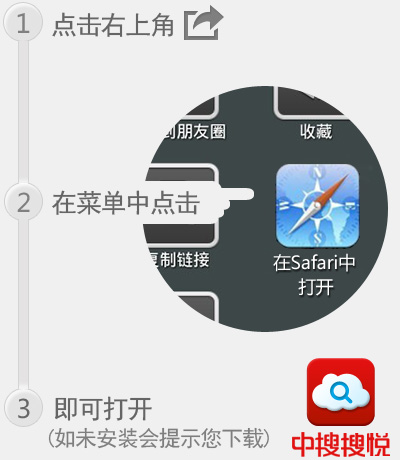 1 点击右上角
到朋友圈
收藏
2 在菜单中点击
复制链接
在Safari中
打开
3 即可打开
(如未安装会提示您下载)
中搜搜悦